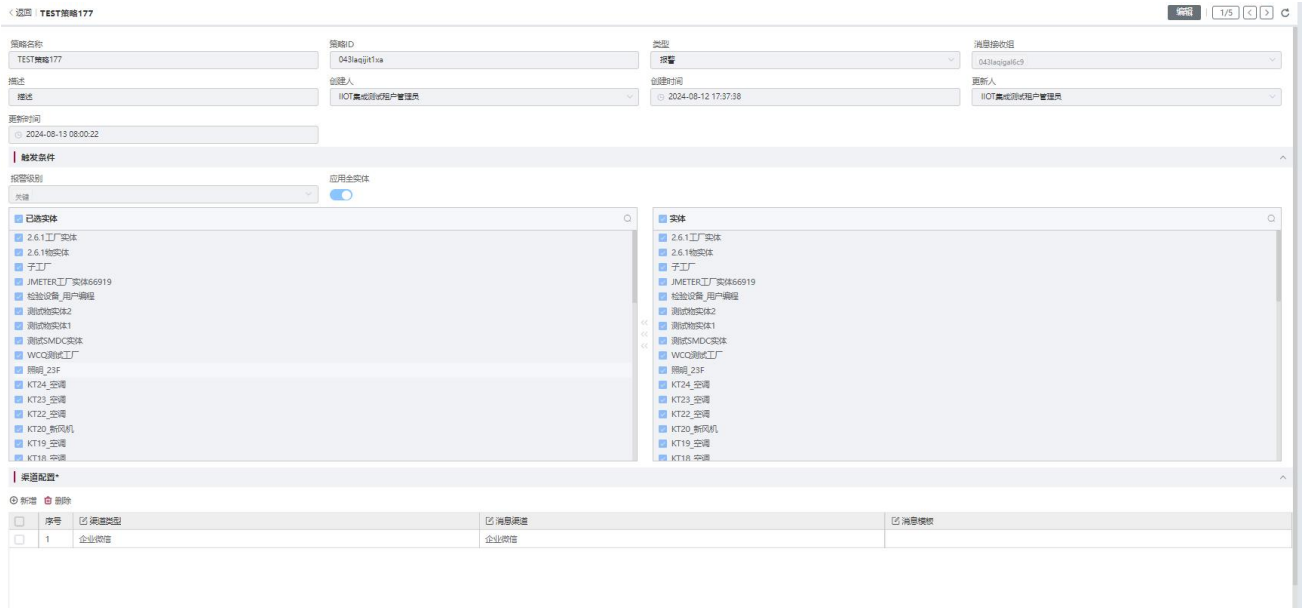 返回 TEST策略177 编辑 1/5
策略名称 策略ID 类型 消息接收组
TEST策略177 043laqijit1xa 报警 043laqigal6c9
描述 创建人 创建时间 更新人
描述 IIOT集成测试租户管理员 2024-08-12 17:37:38 IIOT集成测试租户管理员
更新时间
2024-08-13 08:00:22
触发条件
报警级别 应用全实体
关键
已选实体
2.6.1工厂实体
2.6.1物实体
子工厂
JMETER工厂实体66919
检验设备_用户编程
测试物实体2
测试物实体1
测试SMDC实体
WCQ测试工厂
照明_23F
KT24_空调
KT23_空调
KT22_空调
KT20_新风机
KT19_空调
KT18_空调
实体
2.6.1工厂实体
2.6.1物实体
子工厂
JMETER工厂实体66919
检验设备_用户编程
测试物实体2
测试物实体1
测试SMDC实体
WCQ测试工厂
照明_23F
KT24_空调
KT23_空调
KT22_空调
KT20_新风机
KT19_空调
KT18_空调
渠道配置*
新增 删除
序号 渠道类型 消息渠道 消息模板
1 企业微信 企业微信